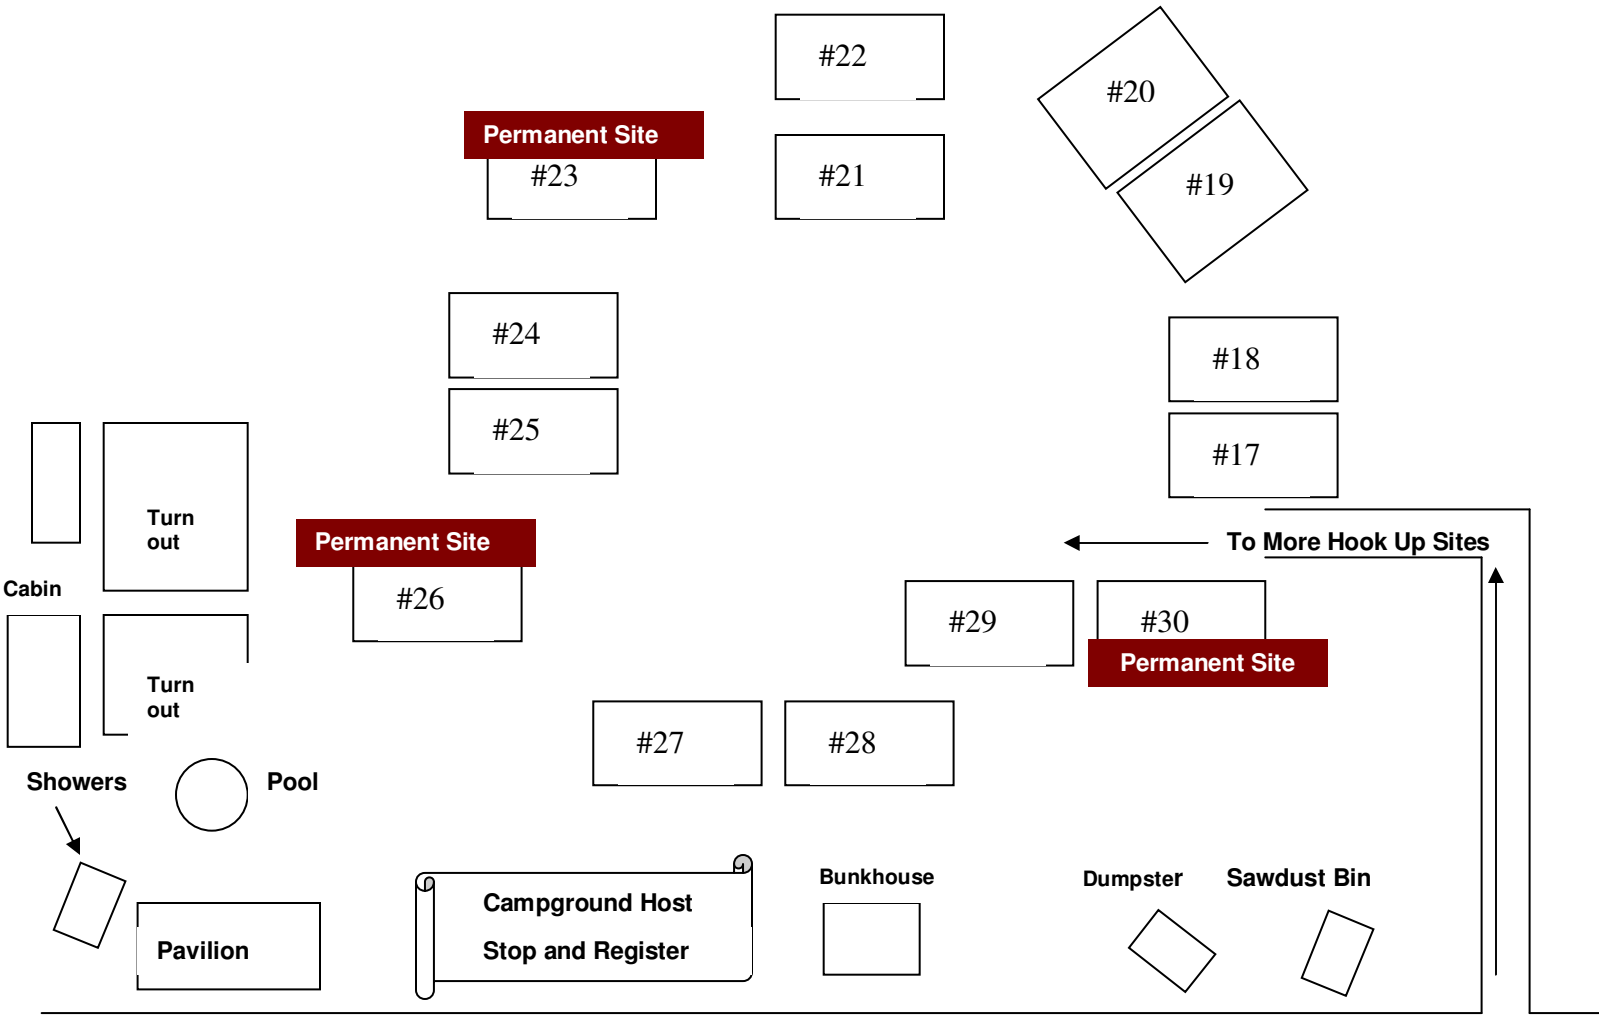 #22
#20
Permanent Site
#23
#21
#19
#24
#18
#25
#17
Turn
out
Permanent Site
To More Hook Up Sites
Cabin
#26
#29
#30
Permanent Site
Turn
out
#27
#28
Showers
Pool
Bunkhouse
Dumpster
Sawdust Bin
Campground Host
Stop and Register
Pavilion